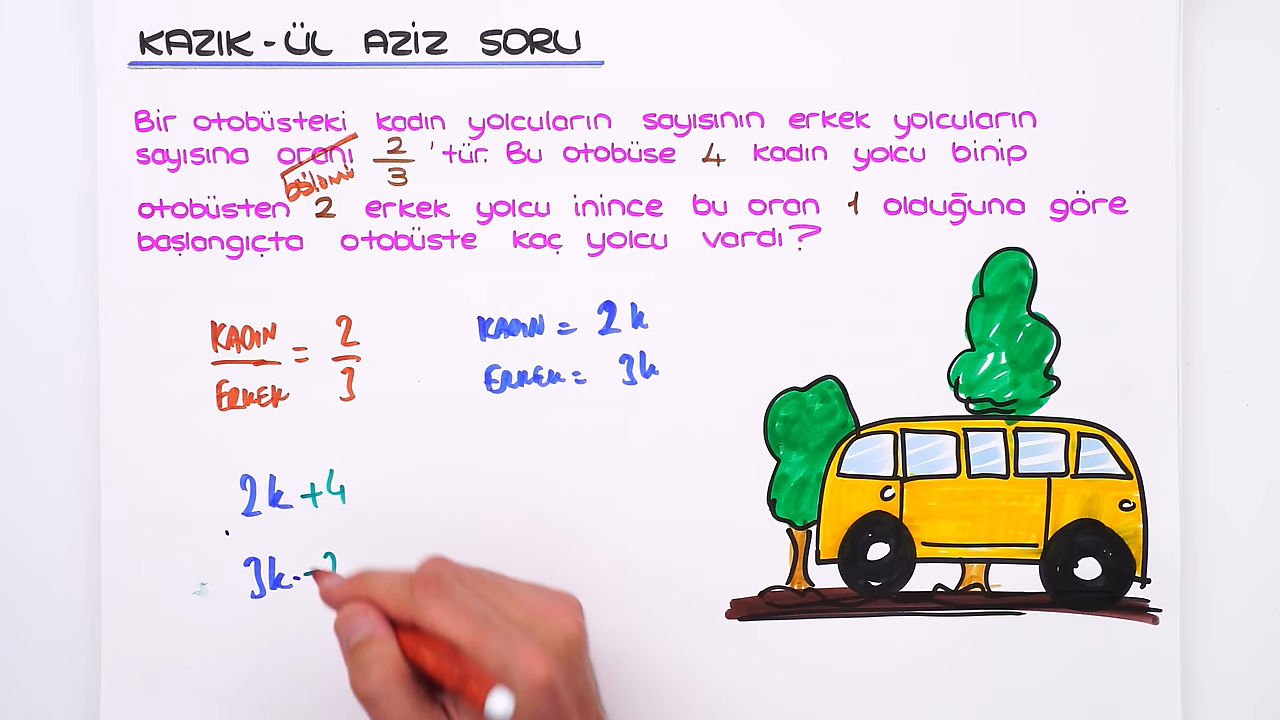 KAZIK-ÜL AZİZ SORU
Bir otobüsteki kadın yolcuların sayısının erkek yolcuların
sayısına oranı 2/3 'tür. Bu otobüse 4 kadın yolcu binip
bölümü
otobüsten 2 erkek yolcu inince bu oran 1 olduğuna göre
başlangıçta otobüste kaç yolcu vardı?
KADIN/ERKEK = 2/3
KADIN = 2k
ERKEK = 3k
2k+4
3k-2